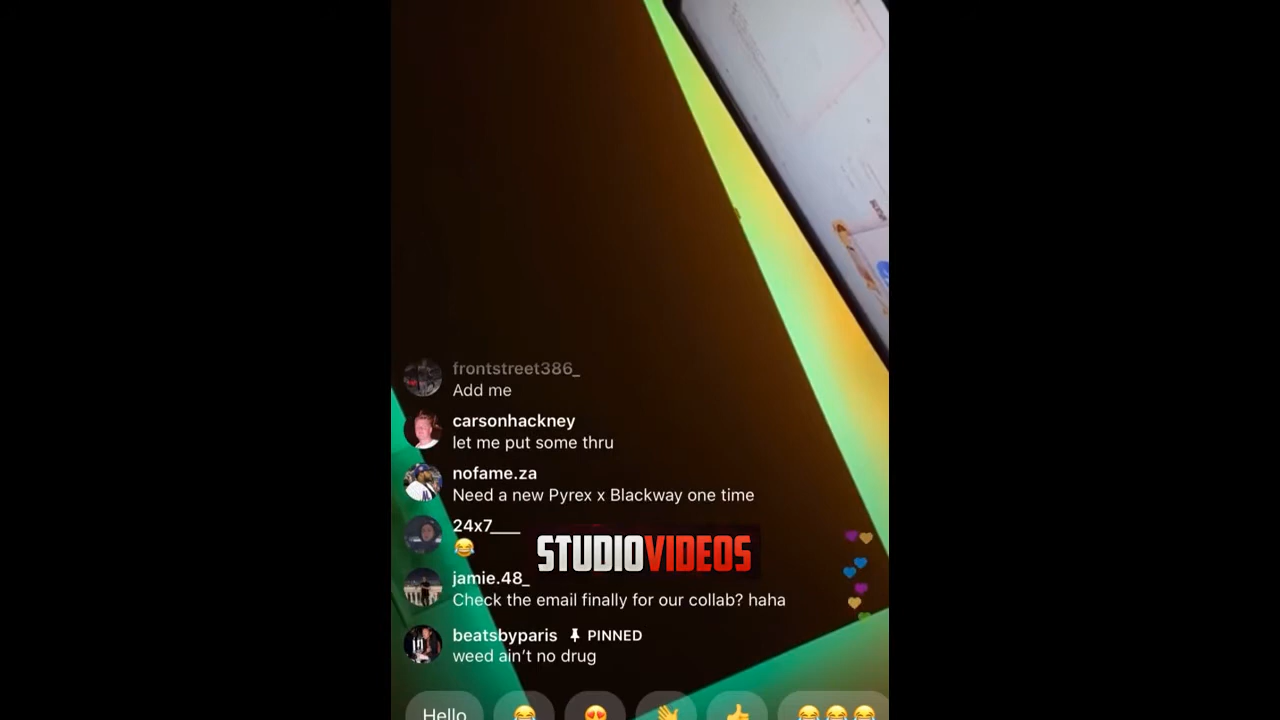 frontstreet386_
Add me
carsonhackney
let me put some thru
nofame.za
Need a new Pyrex x Blackway one time
24x7___
😂
STUDIOVIDEOS
jamie.48_
Check the email finally for our collab? haha
beatsbyparis PINNED
weed ain’t no drug
Hello 😂 😍 👋 👍 😂😂😂